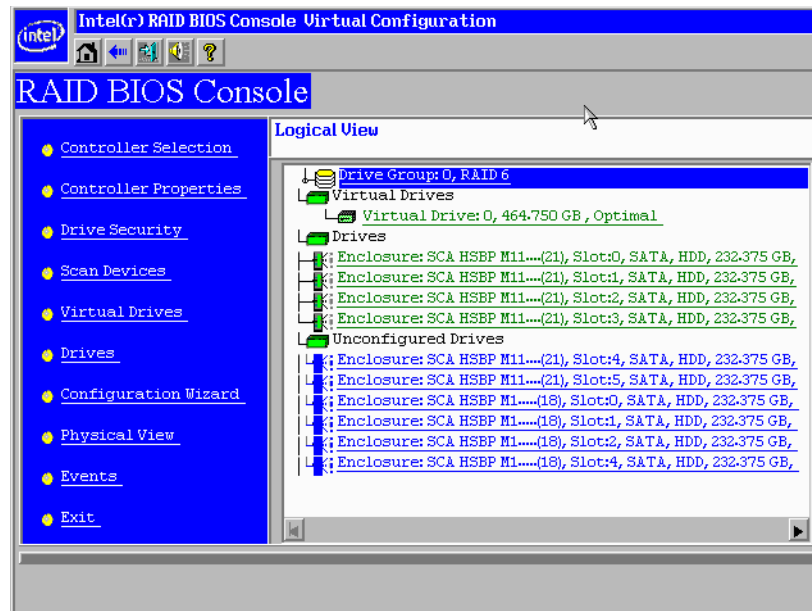 intel
Intel(r) RAID BIOS Console Virtual Configuration
?
RAID BIOS Console
Controller Selection
Controller Properties
Drive Security
Scan Devices
Virtual Drives
Drives
Configuration Wizard
Physical View
Events
Exit
Logical View
Drive Group: 0, RAID 6
Virtual Drives
Virtual Drive: 0, 464.750 GB , Optimal
Drives
Enclosure: SCA HSBP M11....(21), Slot:0, SATA, HDD, 232.375 GB,
Enclosure: SCA HSBP M11....(21), Slot:1, SATA, HDD, 232.375 GB,
Enclosure: SCA HSBP M11....(21), Slot:2, SATA, HDD, 232.375 GB,
Enclosure: SCA HSBP M11....(21), Slot:3, SATA, HDD, 232.375 GB,
Unconfigured Drives
Enclosure: SCA HSBP M11....(21), Slot:4, SATA, HDD, 232.375 GB,
Enclosure: SCA HSBP M11....(21), Slot:5, SATA, HDD, 232.375 GB,
Enclosure: SCA HSBP M1.....(18), Slot:0, SATA, HDD, 232.375 GB,
Enclosure: SCA HSBP M1.....(18), Slot:1, SATA, HDD, 232.375 GB,
Enclosure: SCA HSBP M1.....(18), Slot:2, SATA, HDD, 232.375 GB,
Enclosure: SCA HSBP M1.....(18), Slot:4, SATA, HDD, 232.375 GB,